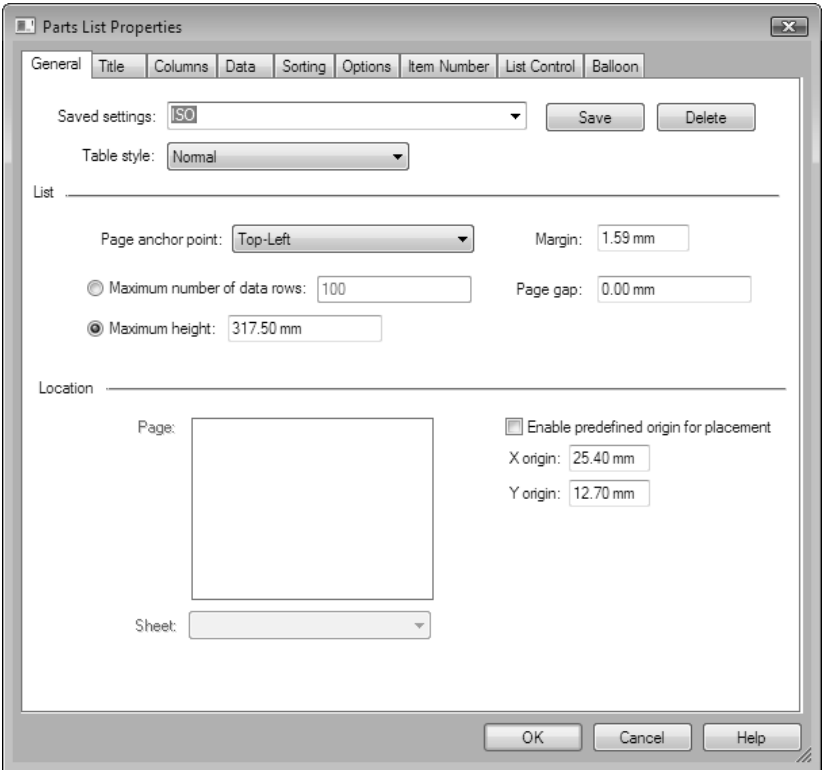 Parts List Properties
General Title Columns Data Sorting Options Item Number List Control Balloon
Saved settings: ISO Save Delete
Table style: Normal
List
Page anchor point: Top-Left Margin: 1.59 mm
Maximum number of data rows: 100 Page gap: 0.00 mm
Maximum height: 317.50 mm
Location
Page: Enable predefined origin for placement
X origin: 25.40 mm
Y origin: 12.70 mm
Sheet:
OK Cancel Help